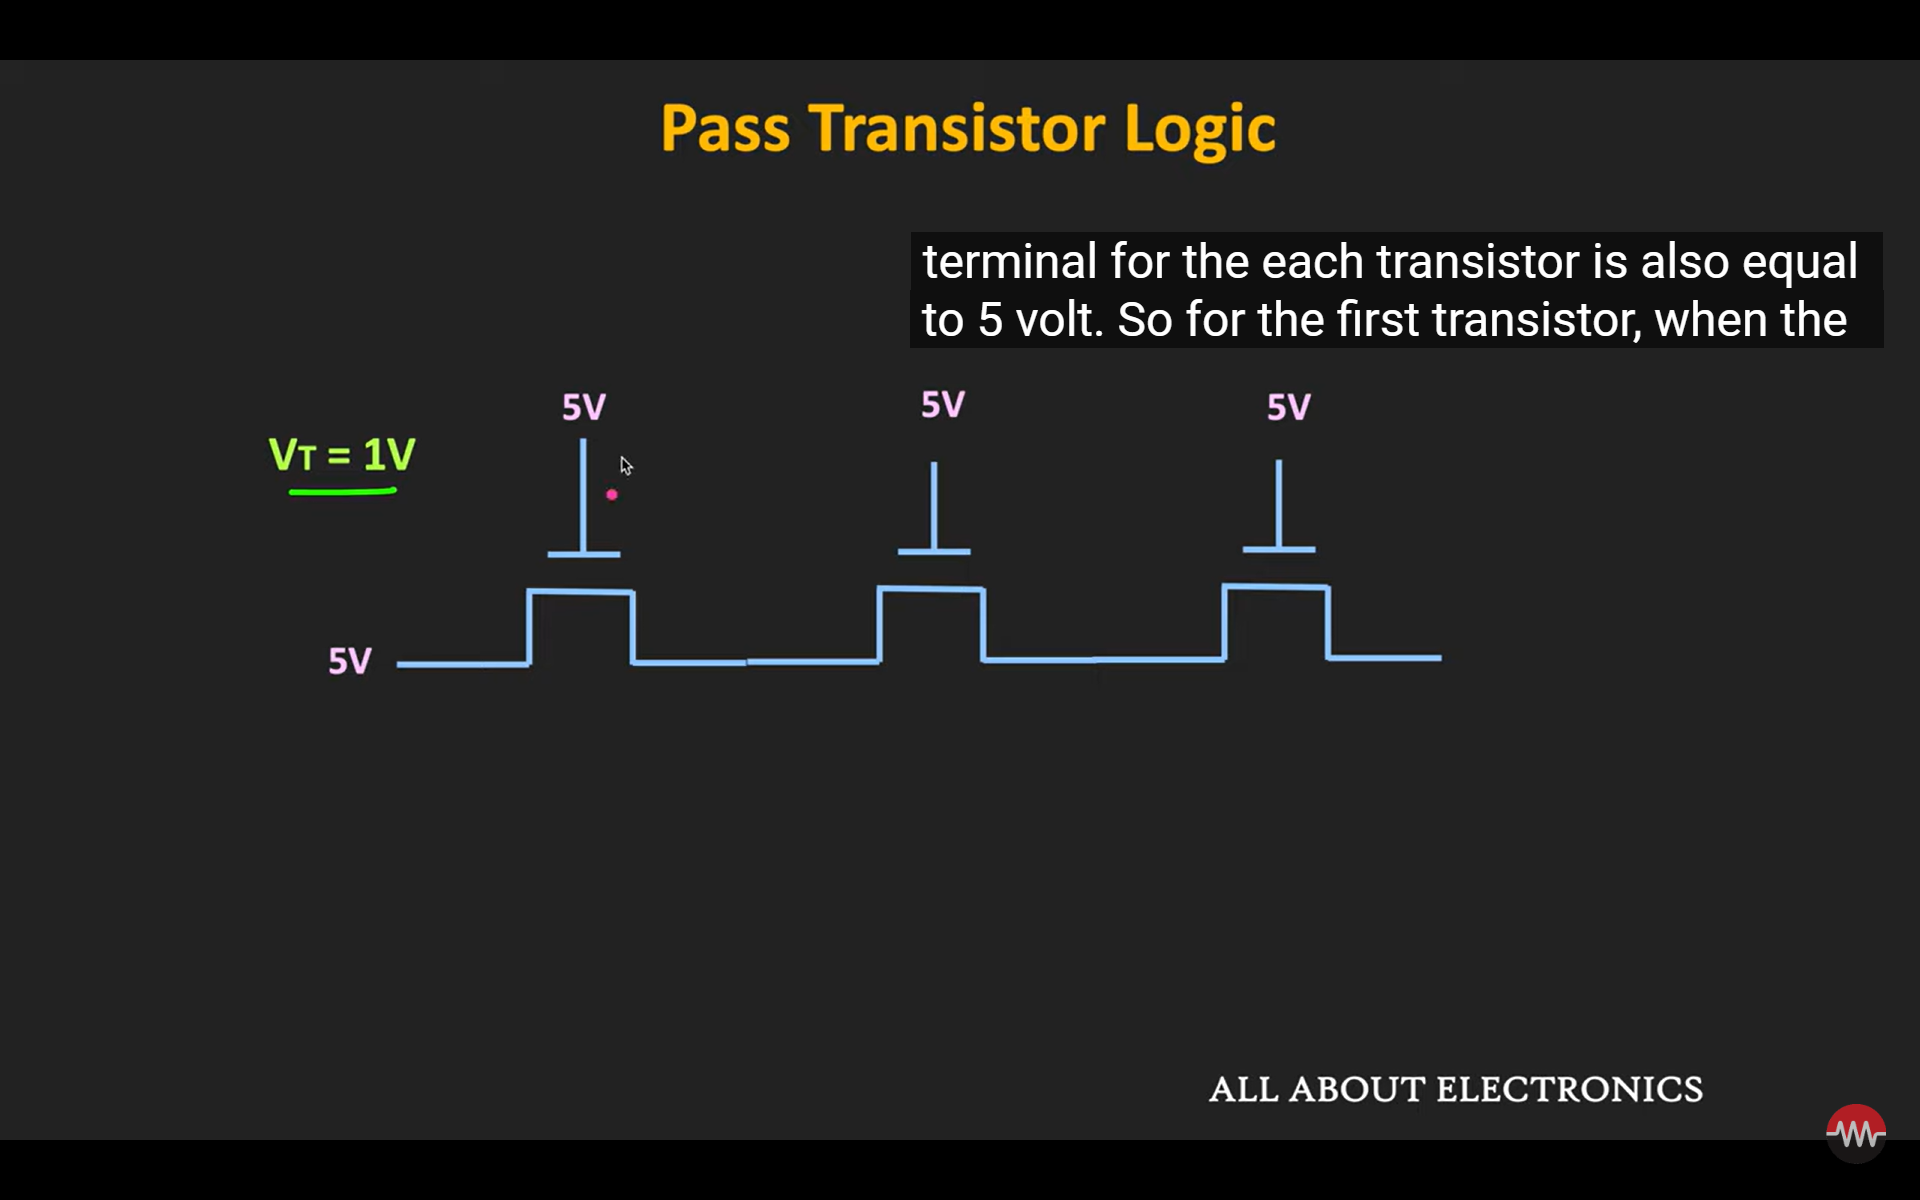 Pass Transistor Logic
terminal for the each transistor is also equal
to 5 volt. So for the first transistor, when the
5V 5V 5V
VT = 1V
5V
ALL ABOUT ELECTRONICS